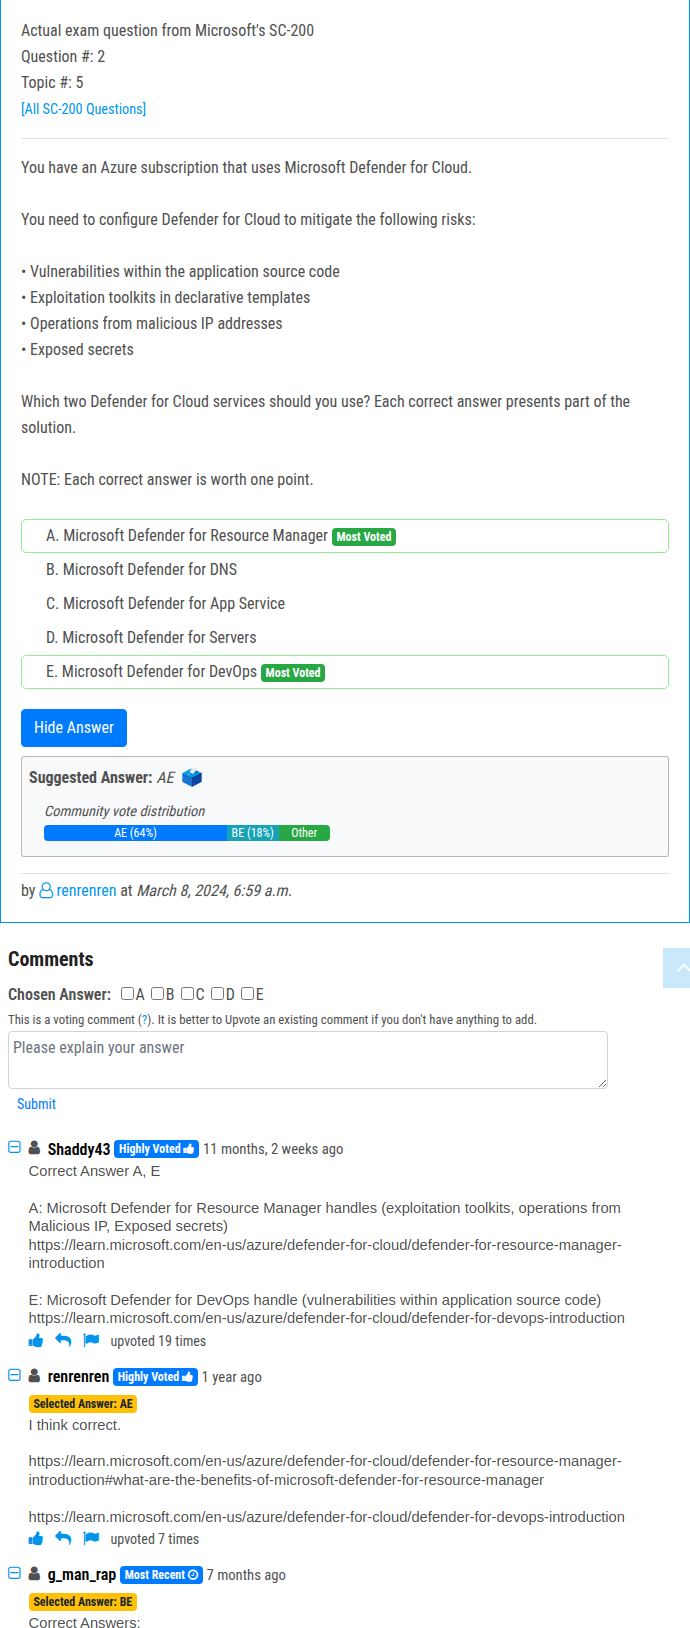 Actual exam question from Microsoft's SC-200
Question #: 2
Topic #: 5
[All SC-200 Questions]
You have an Azure subscription that uses Microsoft Defender for Cloud.
You need to configure Defender for Cloud to mitigate the following risks:
• Vulnerabilities within the application source code
• Exploitation toolkits in declarative templates
• Operations from malicious IP addresses
• Exposed secrets
Which two Defender for Cloud services should you use? Each correct answer presents part of the
solution.
NOTE: Each correct answer is worth one point.
A. Microsoft Defender for Resource Manager Most Voted
B. Microsoft Defender for DNS
C. Microsoft Defender for App Service
D. Microsoft Defender for Servers
E. Microsoft Defender for DevOps Most Voted
Hide Answer
Suggested Answer: AE
Community vote distribution
AE (64%) BE (18%) Other
by renrenren at March 8, 2024, 6:59 a.m.
Comments
Chosen Answer: A B C D E
This is a voting comment (?). It is better to Upvote an existing comment if you don't have anything to add.
Please explain your answer
Submit
Shaddy43 Highly Voted 11 months, 2 weeks ago
Correct Answer A, E
A: Microsoft Defender for Resource Manager handles (exploitation toolkits, operations from
Malicious IP, Exposed secrets)
https://learn.microsoft.com/en-us/azure/defender-for-cloud/defender-for-resource-manager-
introduction
E: Microsoft Defender for DevOps handle (vulnerabilities within application source code)
https://learn.microsoft.com/en-us/azure/defender-for-cloud/defender-for-devops-introduction
upvoted 19 times
renrenren Highly Voted 1 year ago
Selected Answer: AE
I think correct.
https://learn.microsoft.com/en-us/azure/defender-for-cloud/defender-for-resource-manager-
introduction#what-are-the-benefits-of-microsoft-defender-for-resource-manager
https://learn.microsoft.com/en-us/azure/defender-for-cloud/defender-for-devops-introduction
upvoted 7 times
g_man_rap Most Recent 7 months ago
Selected Answer: BE
Correct Answers: